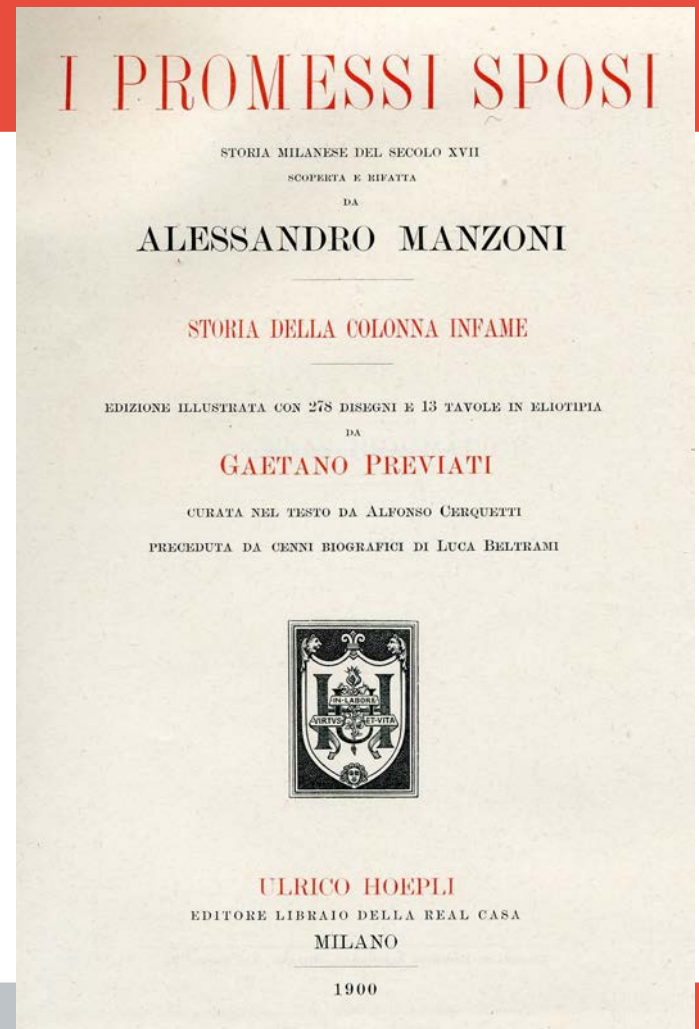 I PROMESSI SPOSI
STORIA MILANESE DEL SECOLO XVII
SCOPERTA E RIFATTA
DA
ALESSANDRO MANZONI
STORIA DELLA COLONNA INFAME
EDIZIONE ILLUSTRATA CON 278 DISEGNI E 13 TAVOLE IN ELIOTIPIA
DA
GAETANO PREVIATI
CURATA NEL TESTO DA ALFONSO CERQUETTI
PRECEDUTA DA CENNI BIOGRAFICI DI LUCA BELTRAMI
IN·LABORE
VIRTVS ET·VITA
ULRICO HOEPLI
EDITORE LIBRAIO DELLA REAL CASA
MILANO
1900